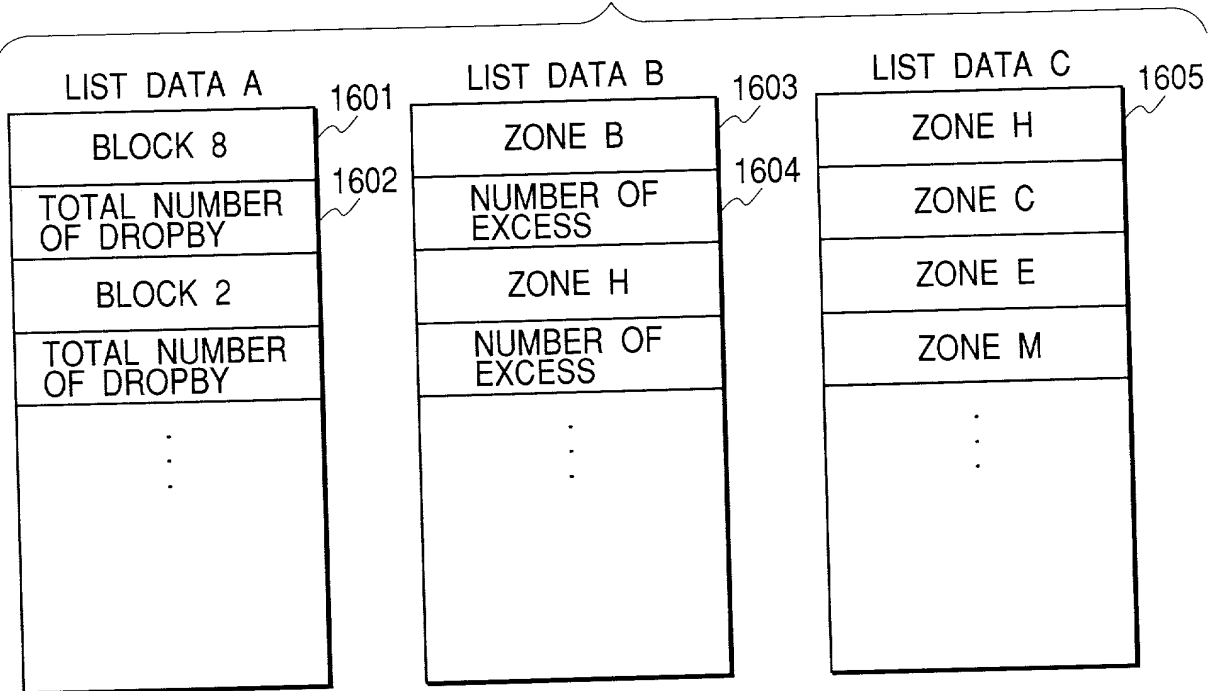 LIST DATA A
1601
BLOCK 8
1602
TOTAL NUMBER
OF DROPBY
BLOCK 2
TOTAL NUMBER
OF DROPBY
LIST DATA B
1603
ZONE B
1604
NUMBER OF
EXCESS
ZONE H
NUMBER OF
EXCESS
LIST DATA C
1605
ZONE H
ZONE C
ZONE E
ZONE M